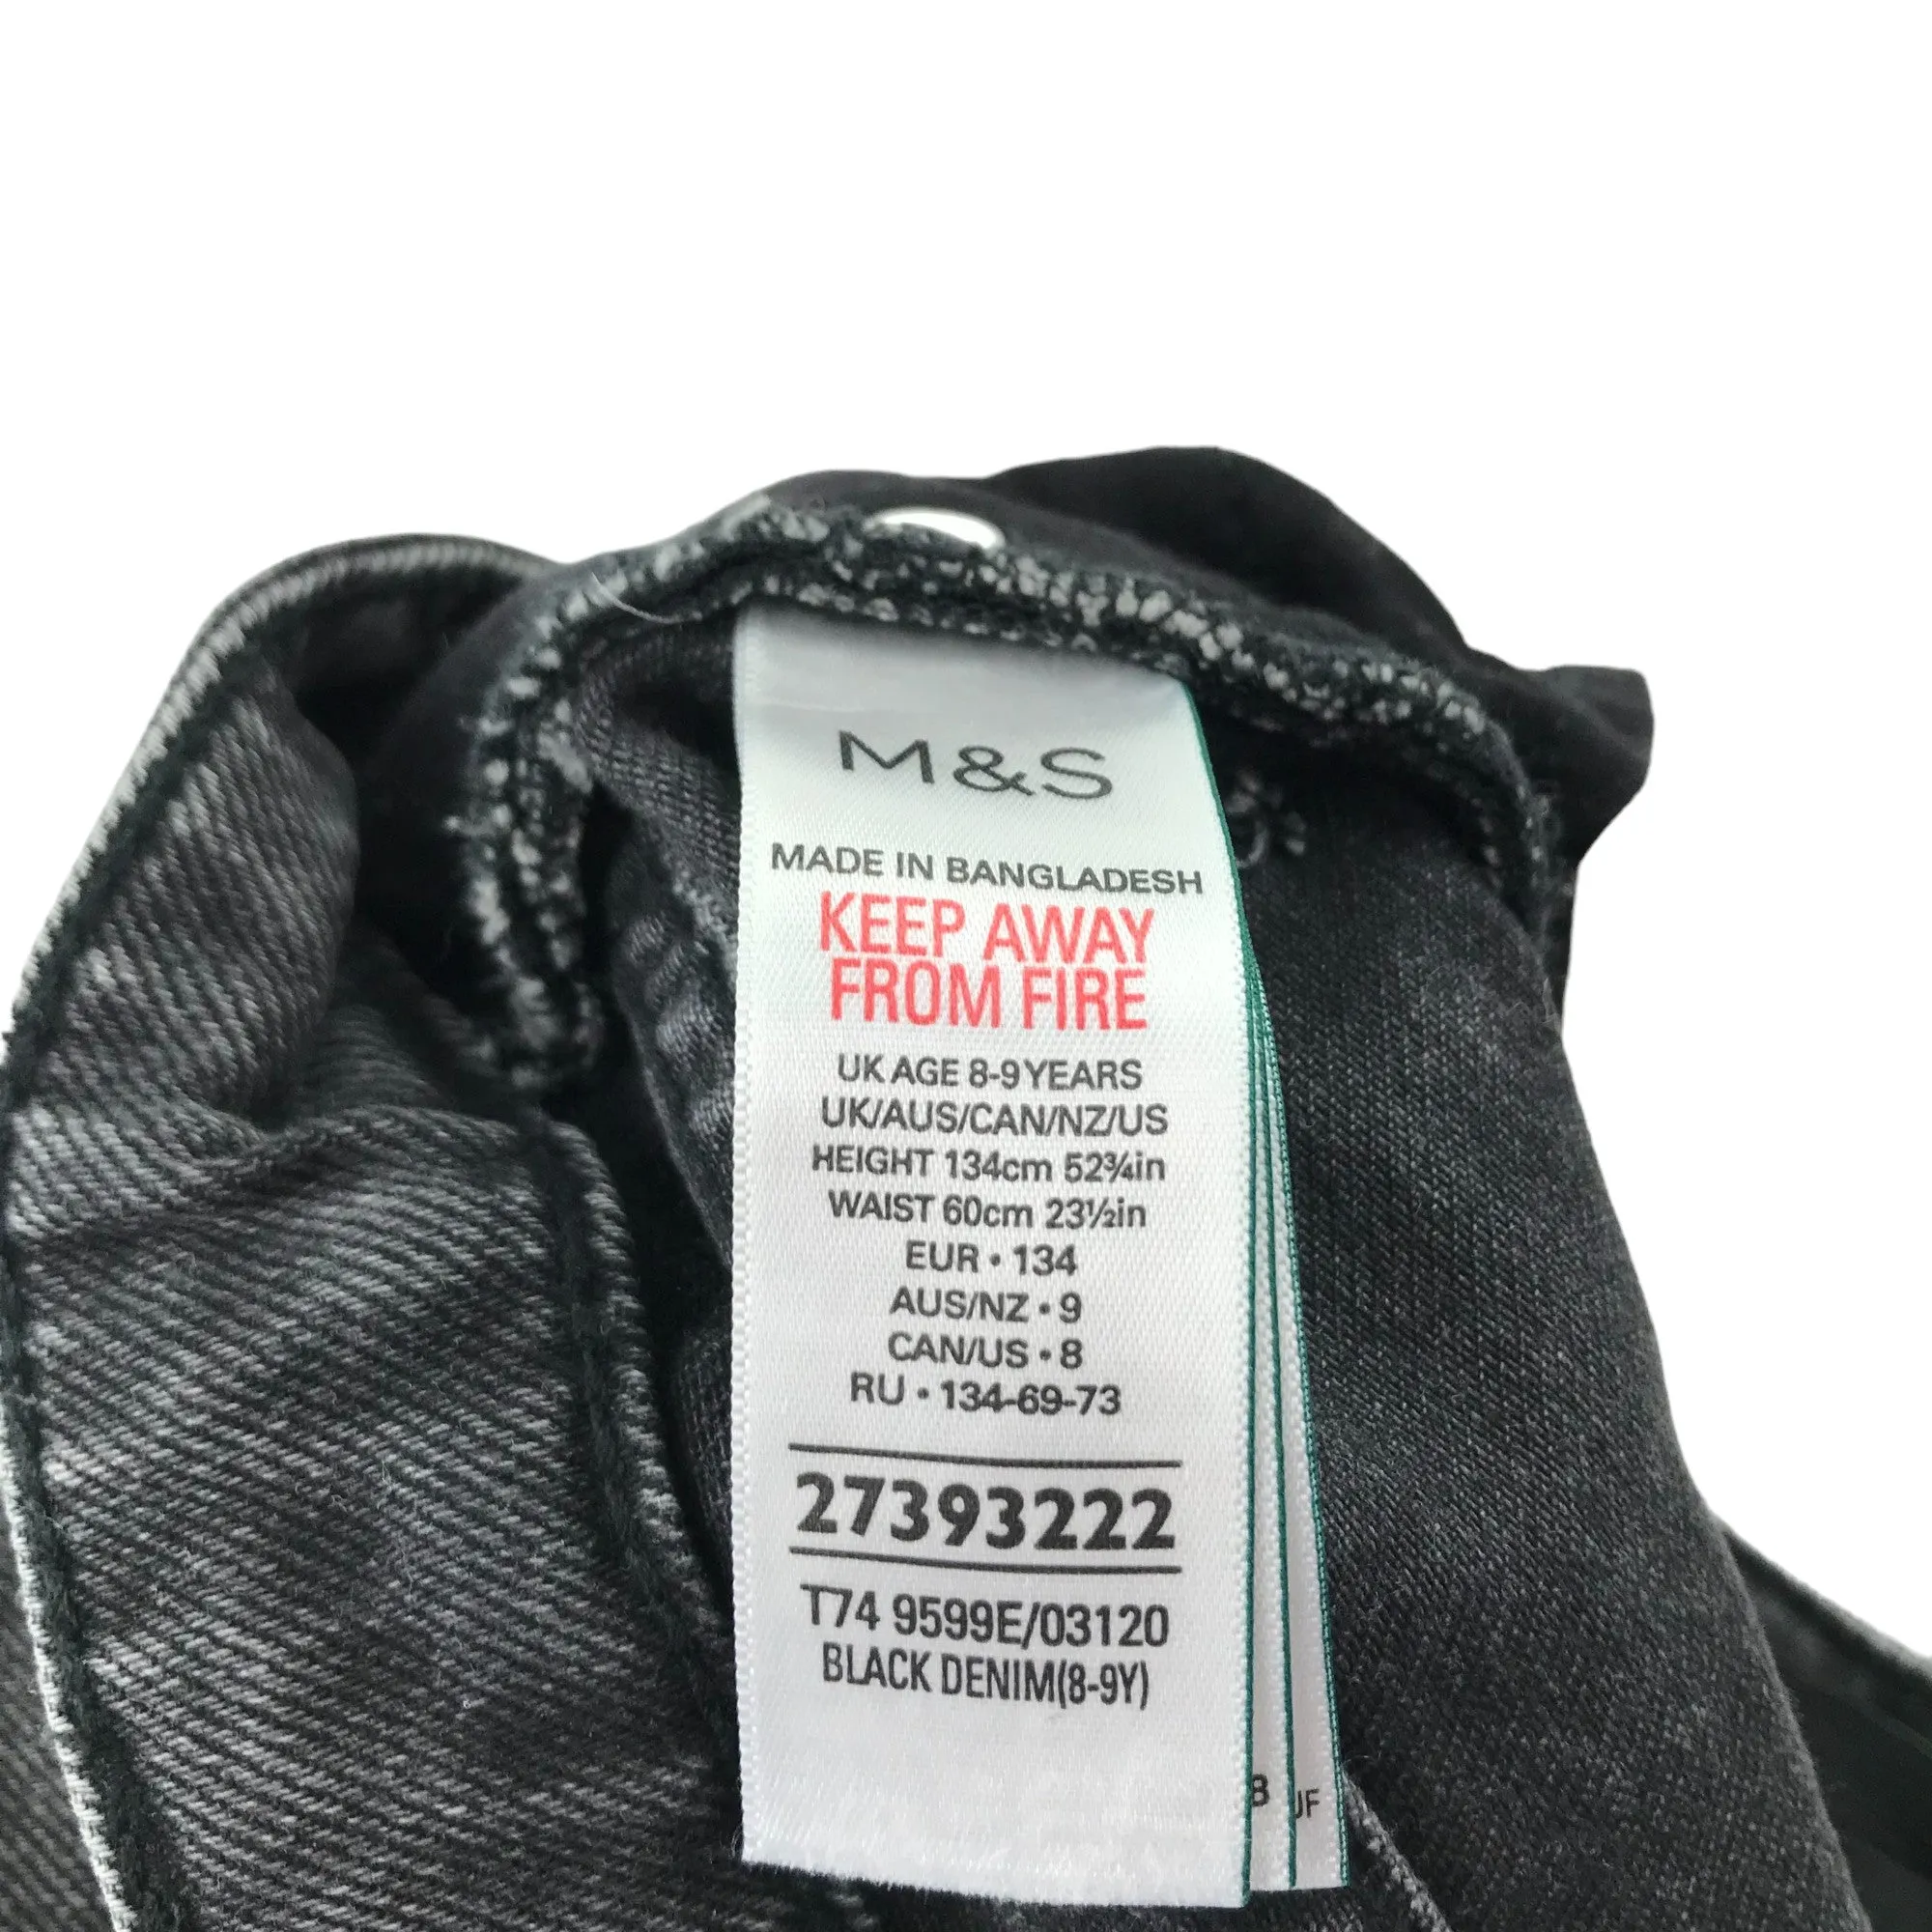 M&S
MADE IN BANGLADESH
KEEP AWAY
FROM FIRE
UK AGE 8-9 YEARS
UK/AUS/CAN/NZ/US
HEIGHT 134cm 52¾in
WAIST 60cm 23½in
EUR • 134
AUS/NZ • 9
CAN/US • 8
RU • 134-69-73
27393222
T74 9599E/03120
BLACK DENIM(8-9Y)